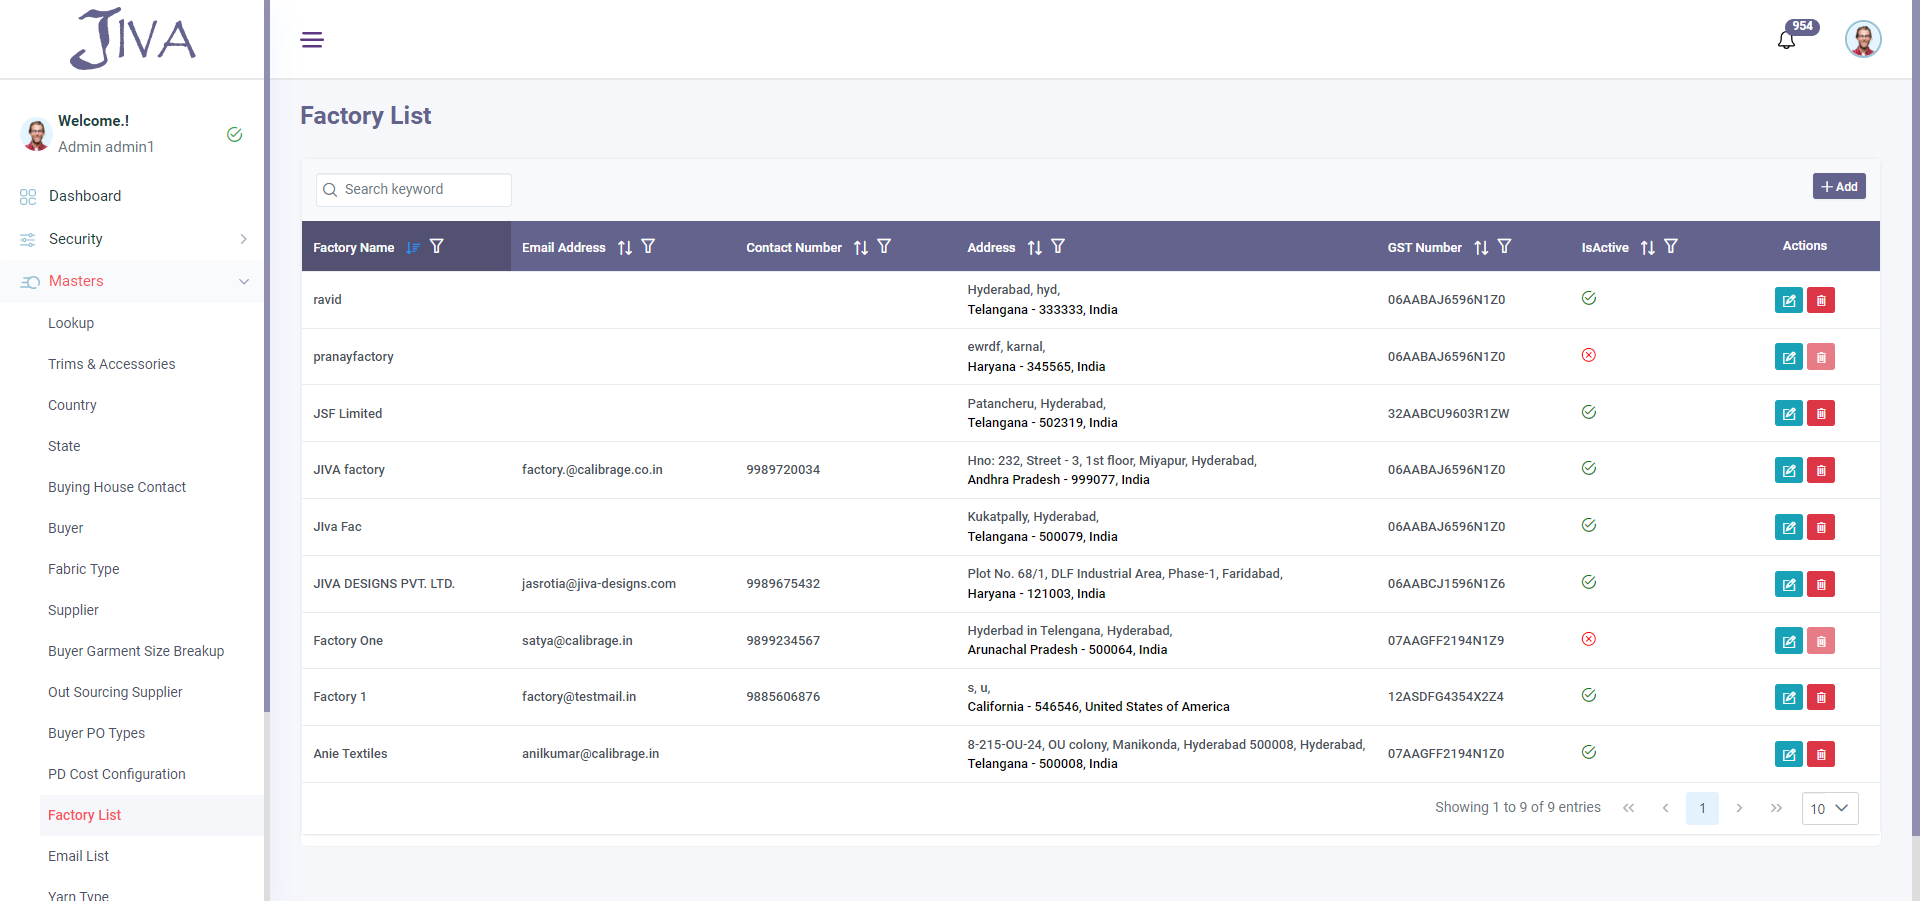 JIVA
954
Welcome.!
Admin admin1
Dashboard
Security
Masters
Lookup
Trims & Accessories
Country
State
Buying House Contact
Buyer
Fabric Type
Supplier
Buyer Garment Size Breakup
Out Sourcing Supplier
Buyer PO Types
PD Cost Configuration
Factory List
Email List
Yarn Type
Factory List
Search keyword
Add
Factory Name Email Address Contact Number Address GST Number IsActive Actions
ravid Hyderabad, hyd, 06AABAJ6596N1Z0
Telangana - 333333, India
pranayfactory ewrdf, karnal, 06AABAJ6596N1Z0
Haryana - 345565, India
JSF Limited Patancheru, Hyderabad, 32AABCU9603R1ZW
Telangana - 502319, India
JIVA factory factory.@calibrage.co.in 9989720034 Hno: 232, Street - 3, 1st floor, Miyapur, Hyderabad, 06AABAJ6596N1Z0
Andhra Pradesh - 999077, India
JIva Fac Kukatpally, Hyderabad, 06AABAJ6596N1Z0
Telangana - 500079, India
JIVA DESIGNS PVT. LTD. jasrotia@jiva-designs.com 9989675432 Plot No. 68/1, DLF Industrial Area, Phase-1, Faridabad, 06AABCJ1596N1Z6
Haryana - 121003, India
Factory One satya@calibrage.in 9899234567 Hyderbad in Telengana, Hyderabad, 07AAGFF2194N1Z9
Arunachal Pradesh - 500064, India
Factory 1 factory@testmail.in 9885606876 s, u, 12ASDFG4354X2Z4
California - 546546, United States of America
Anie Textiles anilkumar@calibrage.in 8-215-OU-24, OU colony, Manikonda, Hyderabad 500008, Hyderabad, 07AAGFF2194N1Z0
Telangana - 500008, India
Showing 1 to 9 of 9 entries 1 10